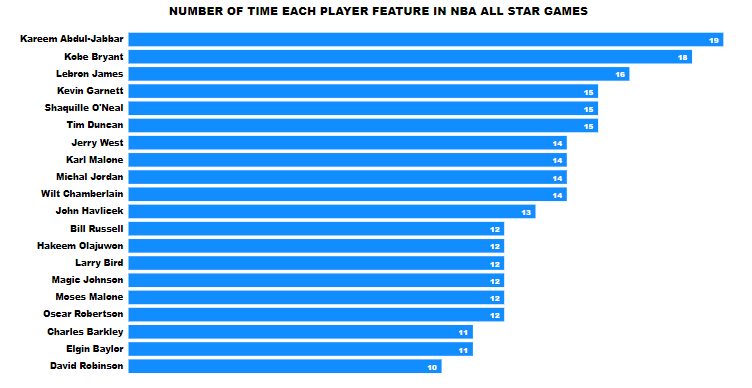 NUMBER OF TIME EACH PLAYER FEATURE IN NBA ALL STAR GAMES
Kareem Abdul-Jabbar 19
Kobe Bryant 18
Lebron James 16
Kevin Garnett 15
Shaquille O'Neal 15
Tim Duncan 15
Jerry West 14
Karl Malone 14
Michal Jordan 14
Wilt Chamberlain 14
John Havlicek 13
Bill Russell 12
Hakeem Olajuwon 12
Larry Bird 12
Magic Johnson 12
Moses Malone 12
Oscar Robertson 12
Charles Barkley 11
Elgin Baylor 11
David Robinson 10